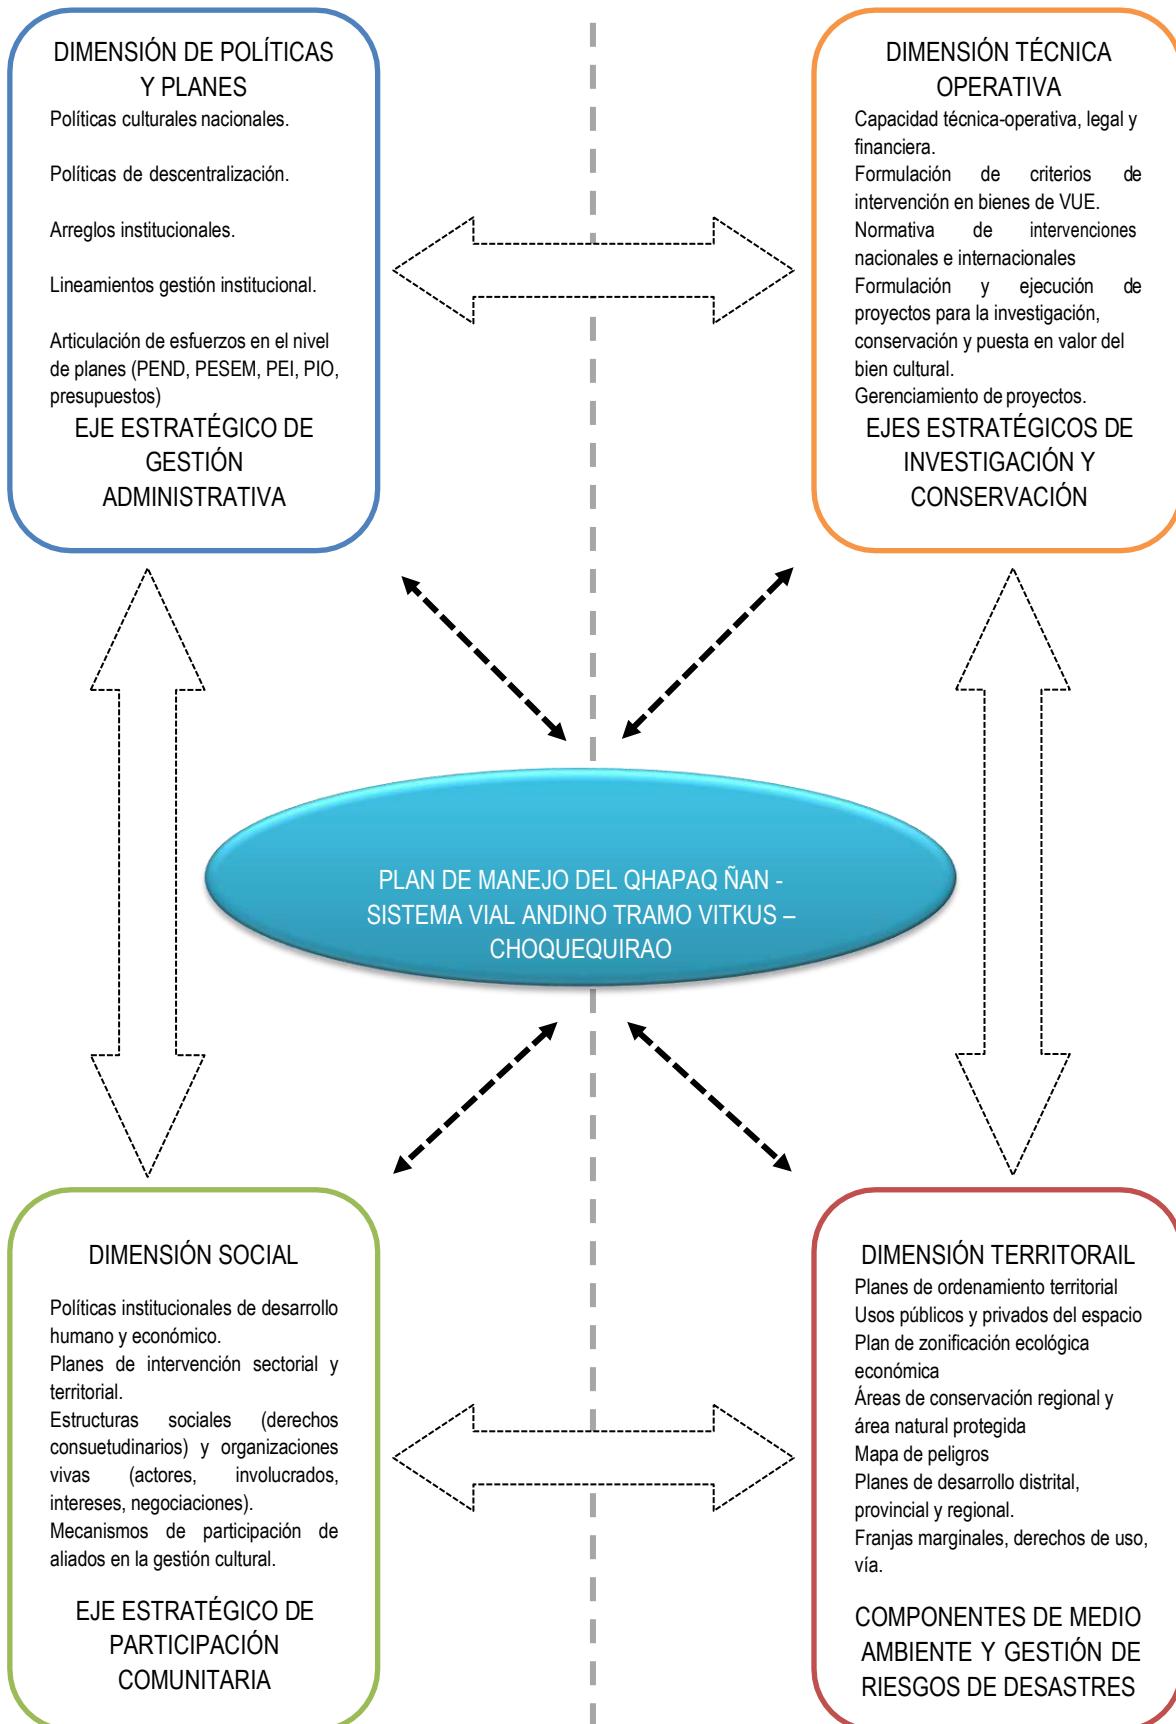 DIMENSIÓN DE POLÍTICAS
Y PLANES
Políticas culturales nacionales.
Políticas de descentralización.
Arreglos institucionales.
Lineamientos gestión institucional.
Articulación de esfuerzos en el nivel
de planes (PEND, PESEM, PEI, PIO,
presupuestos)
EJE ESTRATÉGICO DE
GESTIÓN
ADMINISTRATIVA
DIMENSIÓN TÉCNICA
OPERATIVA
Capacidad técnica-operativa, legal y
financiera.
Formulación de criterios de
intervención en bienes de VUE.
Normativa de intervenciones
nacionales e internacionales
Formulación y ejecución de
proyectos para la investigación,
conservación y puesta en valor del
bien cultural.
Gerenciamiento de proyectos.
EJES ESTRATÉGICOS DE
INVESTIGACIÓN Y
CONSERVACIÓN
PLAN DE MANEJO DEL QHAPAQ ÑAN -
SISTEMA VIAL ANDINO TRAMO VITKUS –
CHOQUEQUIRAO
DIMENSIÓN SOCIAL
Políticas institucionales de desarrollo
humano y económico.
Planes de intervención sectorial y
territorial.
Estructuras sociales (derechos
consuetudinarios) y organizaciones
vivas (actores, involucrados,
intereses, negociaciones).
Mecanismos de participación de
aliados en la gestión cultural.
EJE ESTRATÉGICO DE
PARTICIPACIÓN
COMUNITARIA
DIMENSIÓN TERRITORAIL
Planes de ordenamiento territorial
Usos públicos y privados del espacio
Plan de zonificación ecológica
económica
Áreas de conservación regional y
área natural protegida
Mapa de peligros
Planes de desarrollo distrital,
provincial y regional.
Franjas marginales, derechos de uso,
vía.
COMPONENTES DE MEDIO
AMBIENTE Y GESTIÓN DE
RIESGOS DE DESASTRES